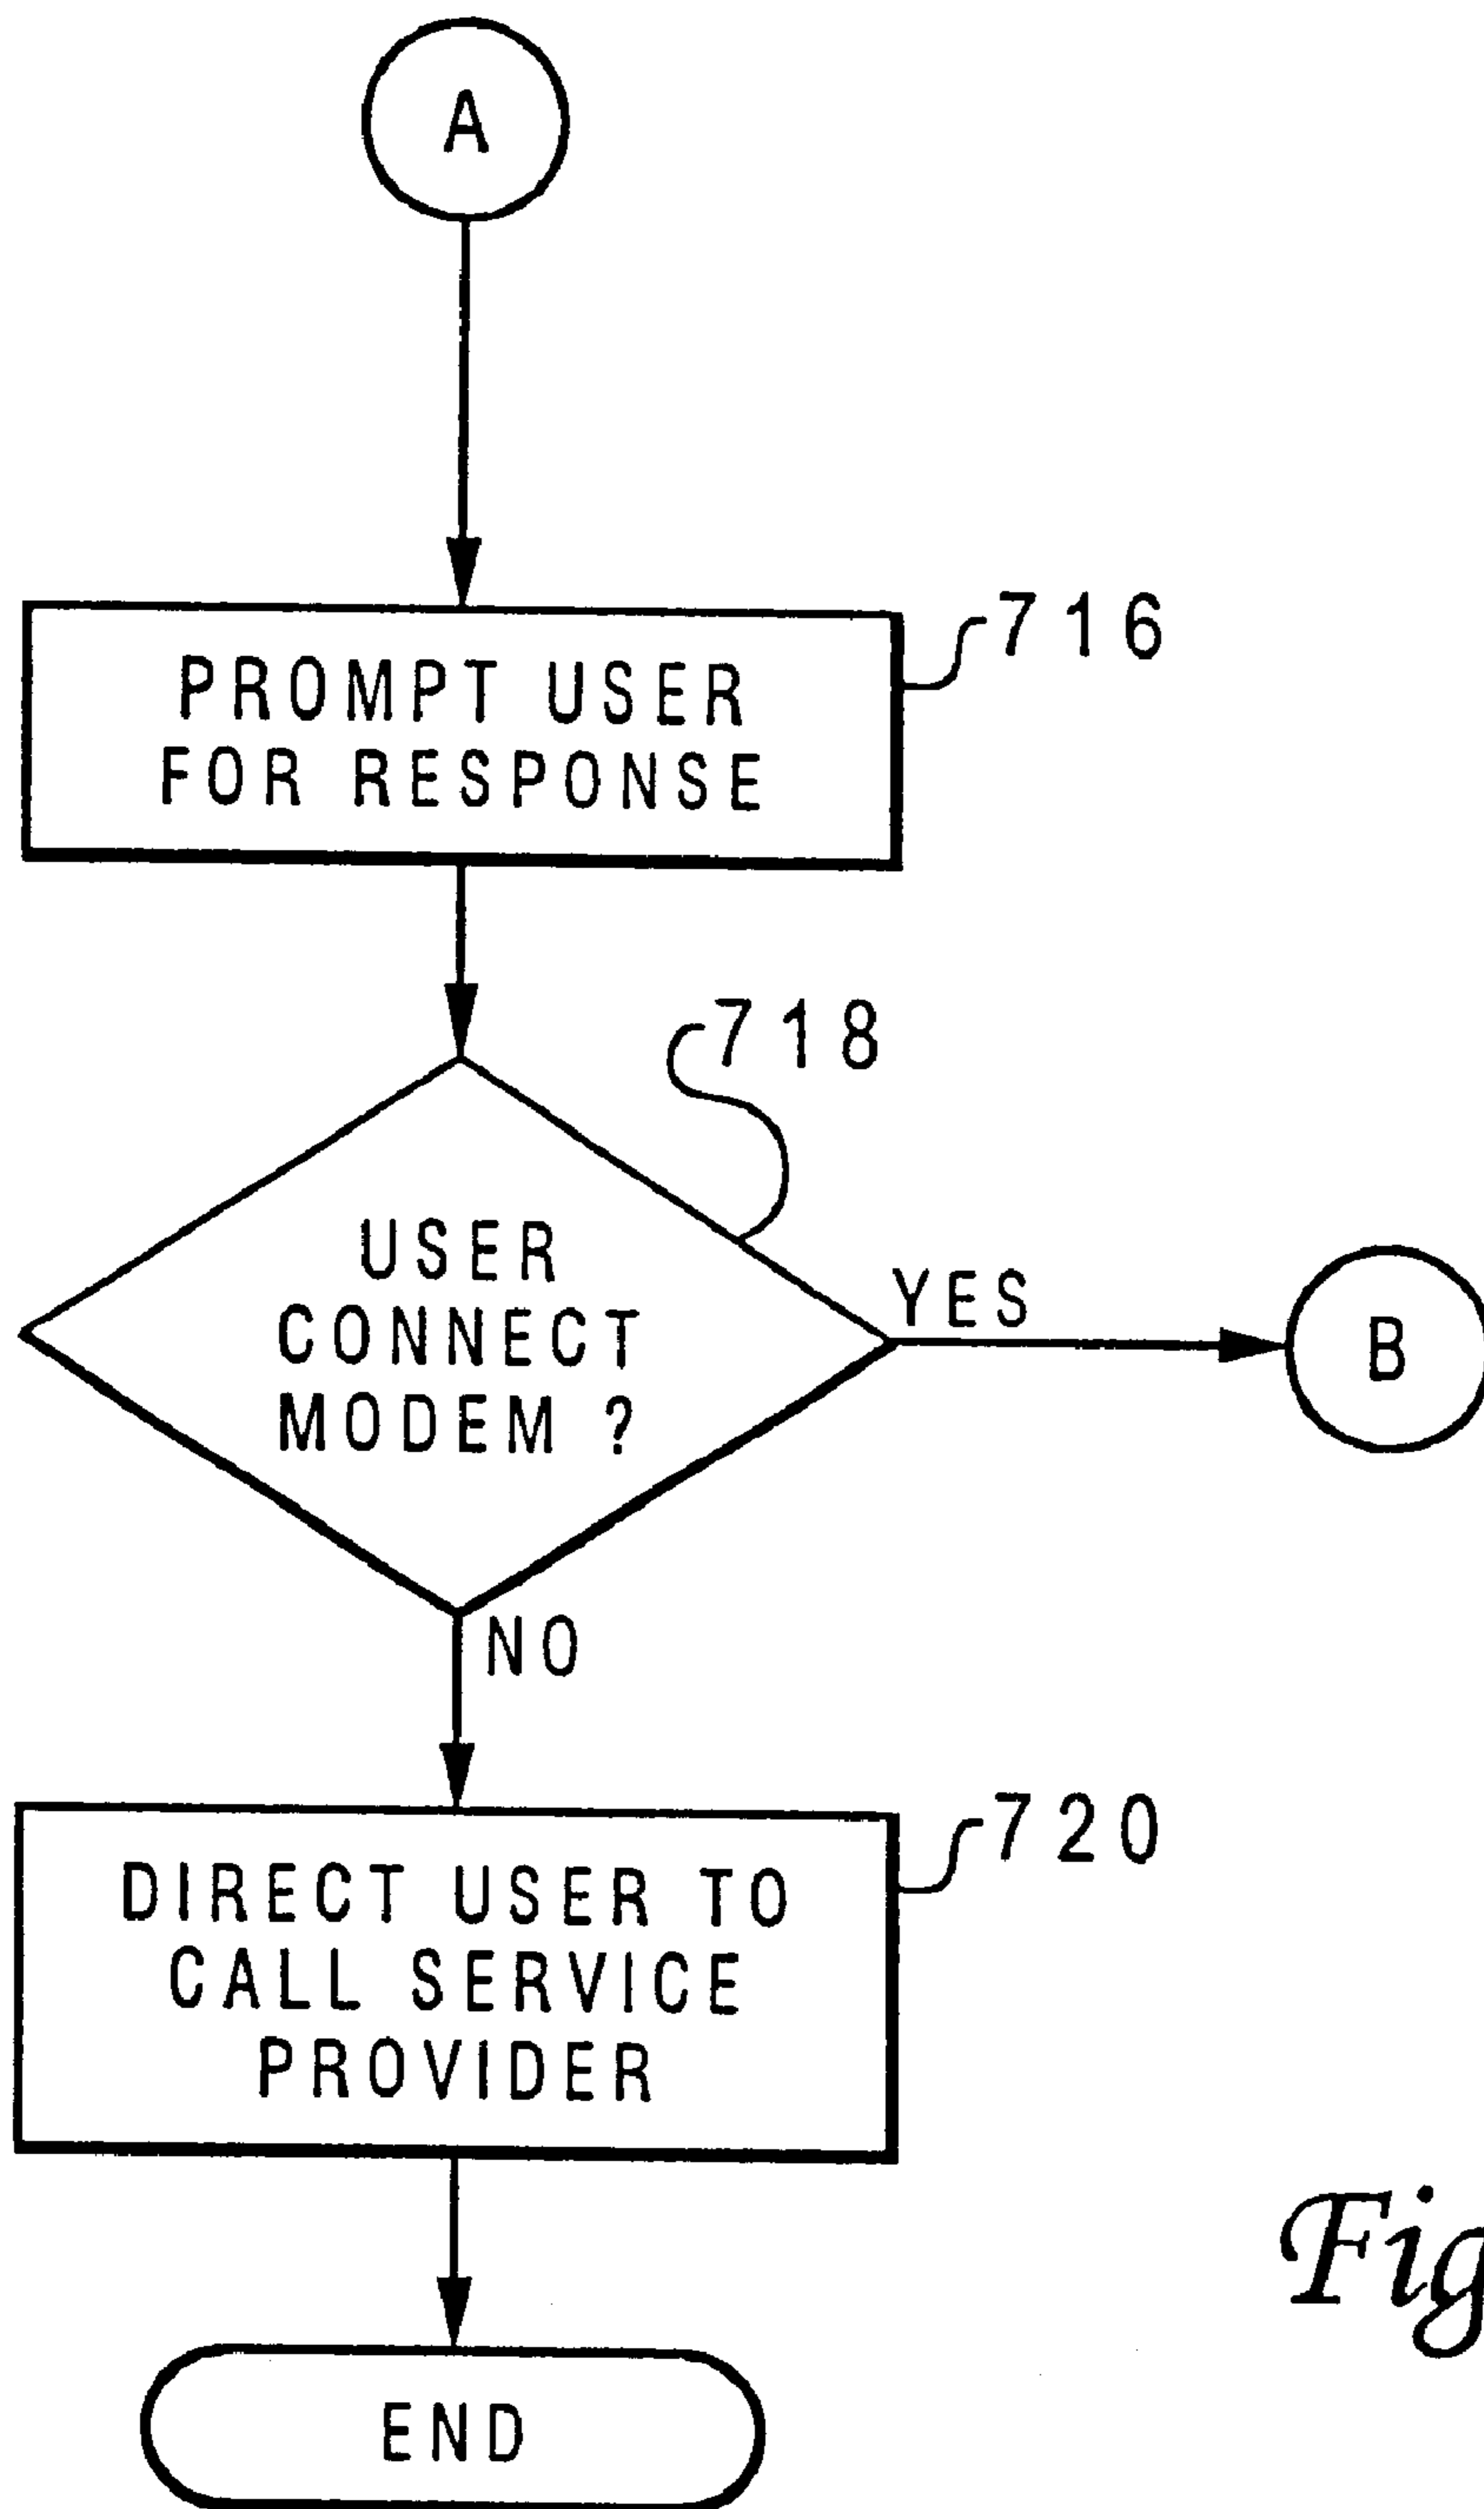 A
716
PROMPT USER
FOR RESPONSE
718
USER
CONNECT
MODEM ?
YES
B
NO
720
DIRECT USER TO
CALL SERVICE
PROVIDER
Fig
END